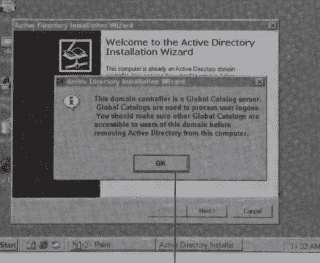 Active Directory Installation Wizard
Welcome to the Active Directory
Installation Wizard
This computer is already an Active Directory domain
Active Directory Installation Wizard
This domain controller is a Global Catalog server.
Global Catalogs are used to process user logons.
You should make sure other Global Catalogs are
accessible to users of this domain before
removing Active Directory from this computer.
OK
Next >
Cancel
Start
2 - Paint
Active Directory Installat